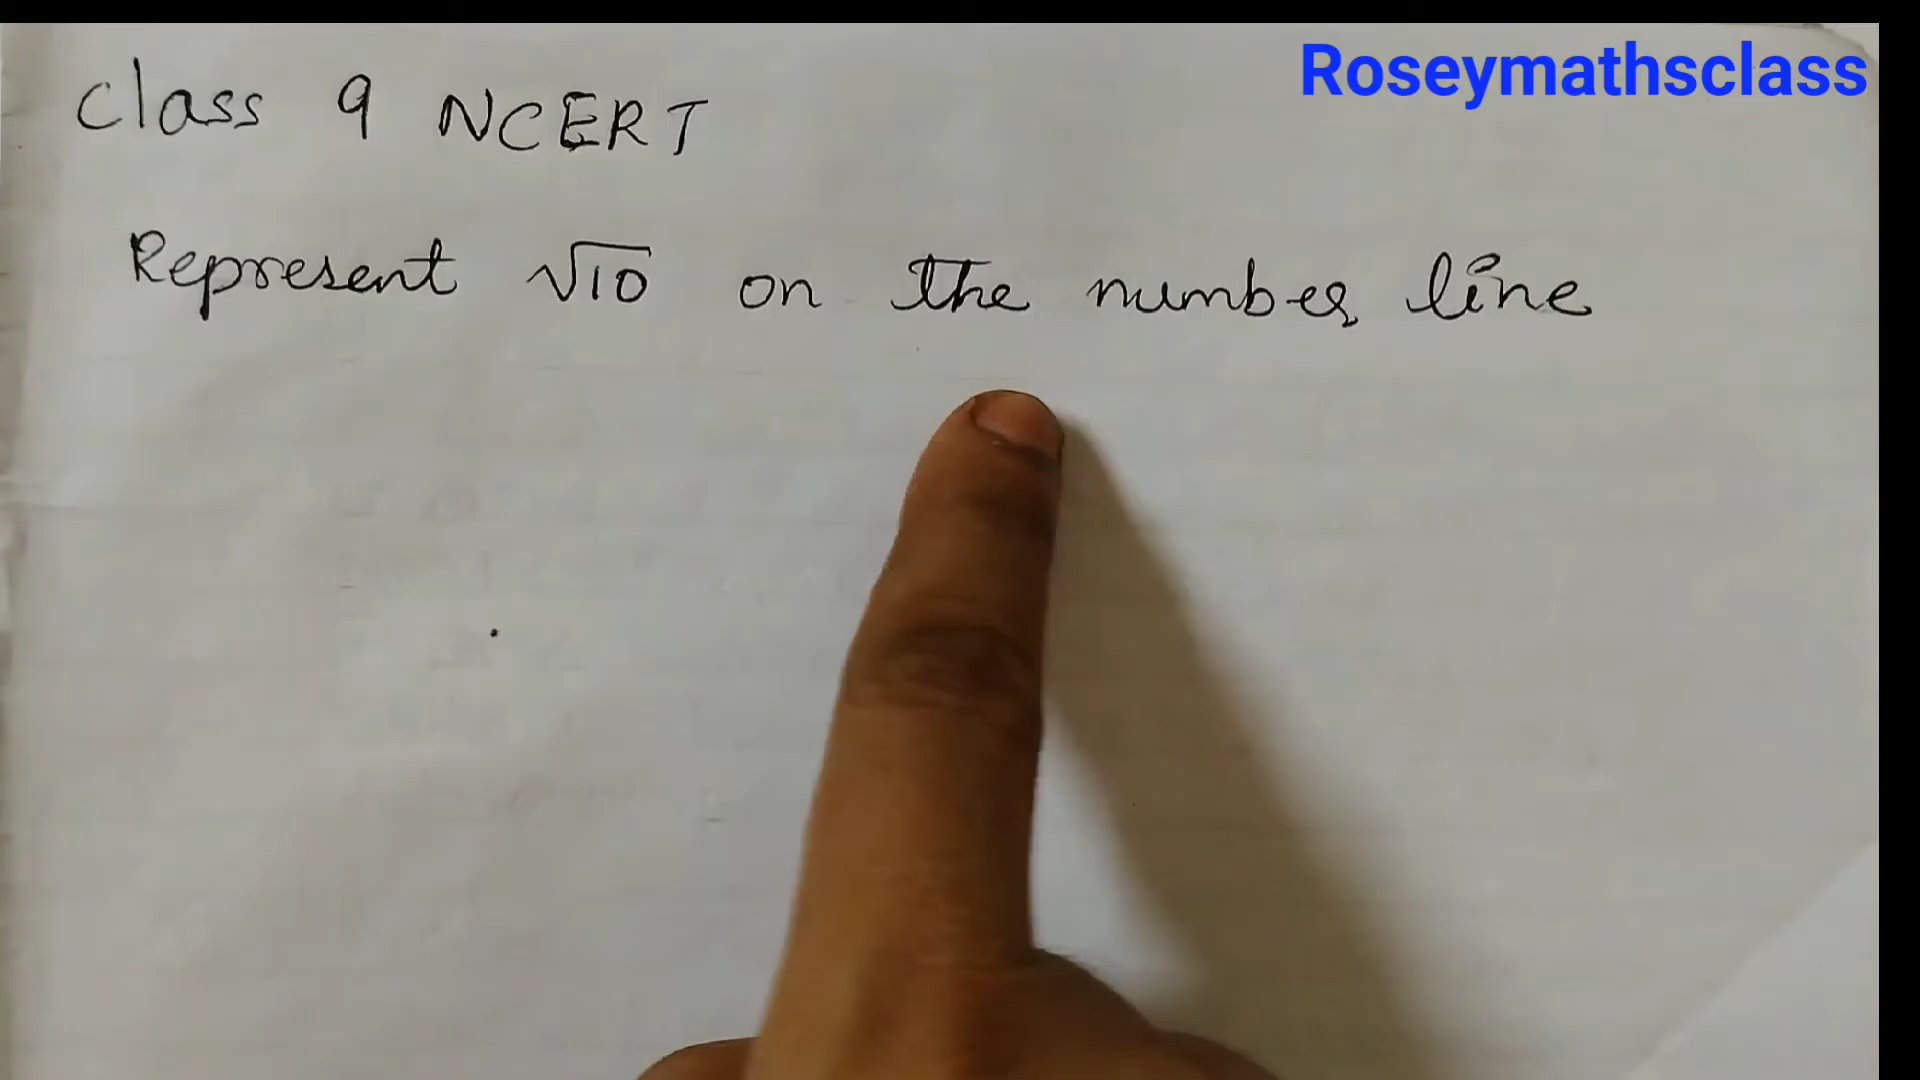 Roseymathsclass
Class 9 NCERT
Represent √10 on the number line